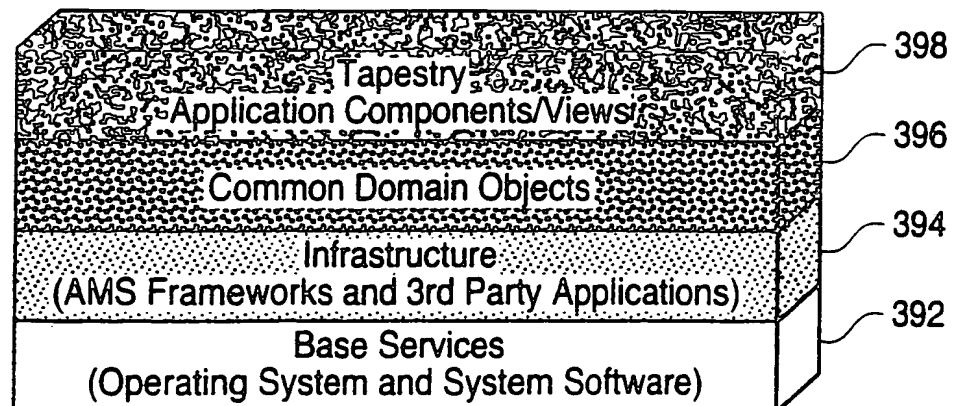 Tapestry
Application Components/Views
398
Common Domain Objects
396
Infrastructure
(AMS Frameworks and 3rd Party Applications)
394
Base Services
(Operating System and System Software)
392